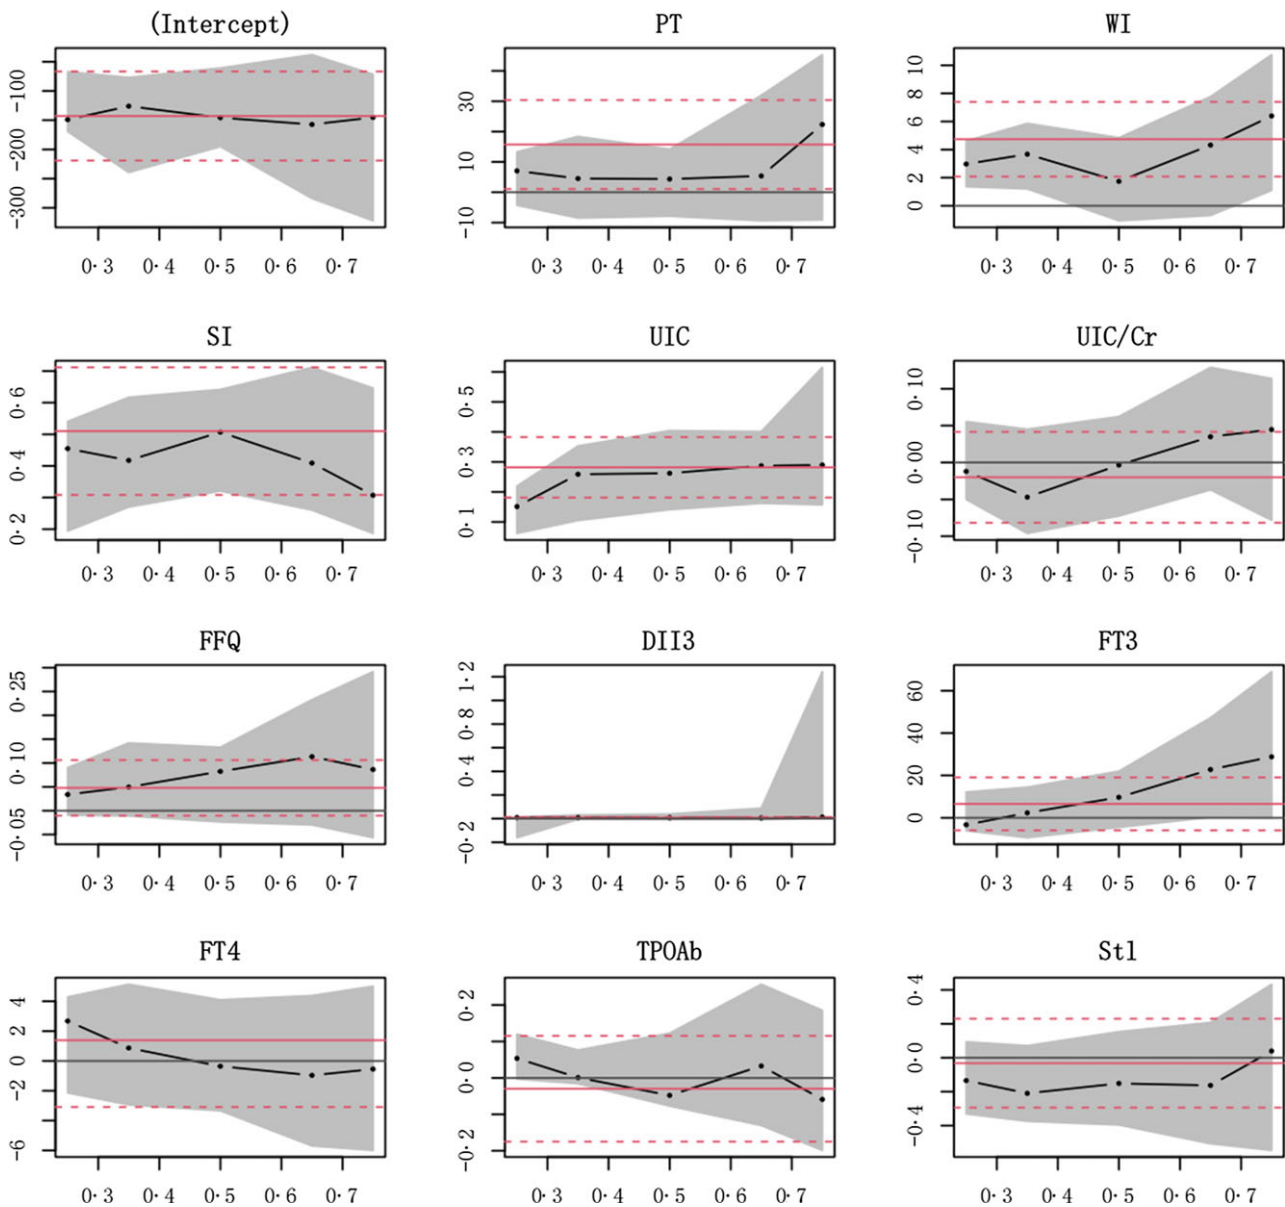 (Intercept) PT WI
-100 -200 -300
30 10 -10
10 8 6 4 2 0
0·3 0·4 0·5 0·6 0·7 0·3 0·4 0·5 0·6 0·7 0·3 0·4 0·5 0·6 0·7
SI UIC UIC/Cr
0·6 0·4 0·2
0·5 0·3 0·1
0·10 0·00 -0·10
0·3 0·4 0·5 0·6 0·7 0·3 0·4 0·5 0·6 0·7 0·3 0·4 0·5 0·6 0·7
FFQ DII3 FT3
0·25 0·10 -0·05
1·2 0·8 0·4 -0·2
60 40 20 0
0·3 0·4 0·5 0·6 0·7 0·3 0·4 0·5 0·6 0·7 0·3 0·4 0·5 0·6 0·7
FT4 TPOAb Stl
4 2 0 -2 -6
0·2 0·0 -0·2
0·4 0·0 -0·4
0·3 0·4 0·5 0·6 0·7 0·3 0·4 0·5 0·6 0·7 0·3 0·4 0·5 0·6 0·7